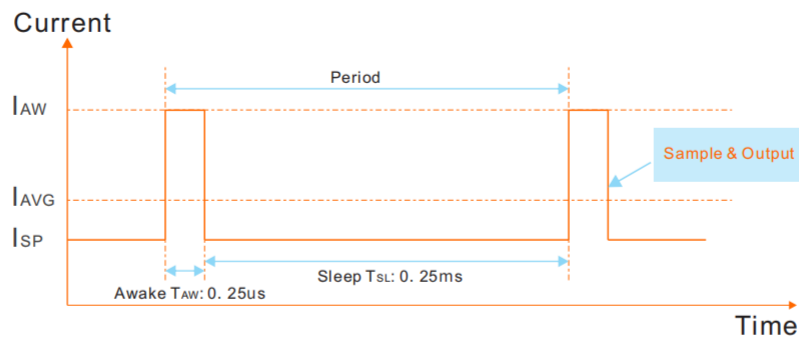 Current
Period
IAW
Sample & Output
IAVG
ISP
Sleep TSL: 0. 25ms
Awake TAW: 0. 25us
Time